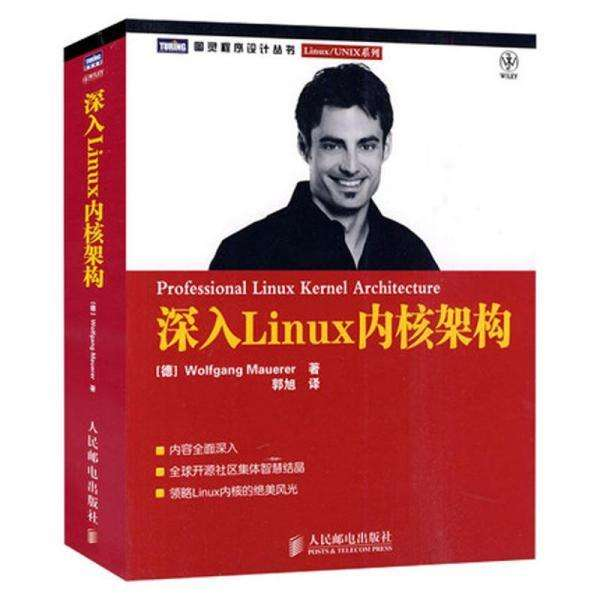 TURING
图灵程序设计丛书
Linux/UNIX系列
WILEY
Professional Linux Kernel Architecture
深入Linux内核架构
[德] Wolfgang Mauerer 著
郭旭 译
内容全面深入
全球开源社区集体智慧结晶
领略Linux内核的绝美风光
人民邮电出版社
POSTS & TELECOM PRESS
TURING
WILEY
深入Linux内核架构
[德] Wolfgang Mauerer 著
人民邮电出版社